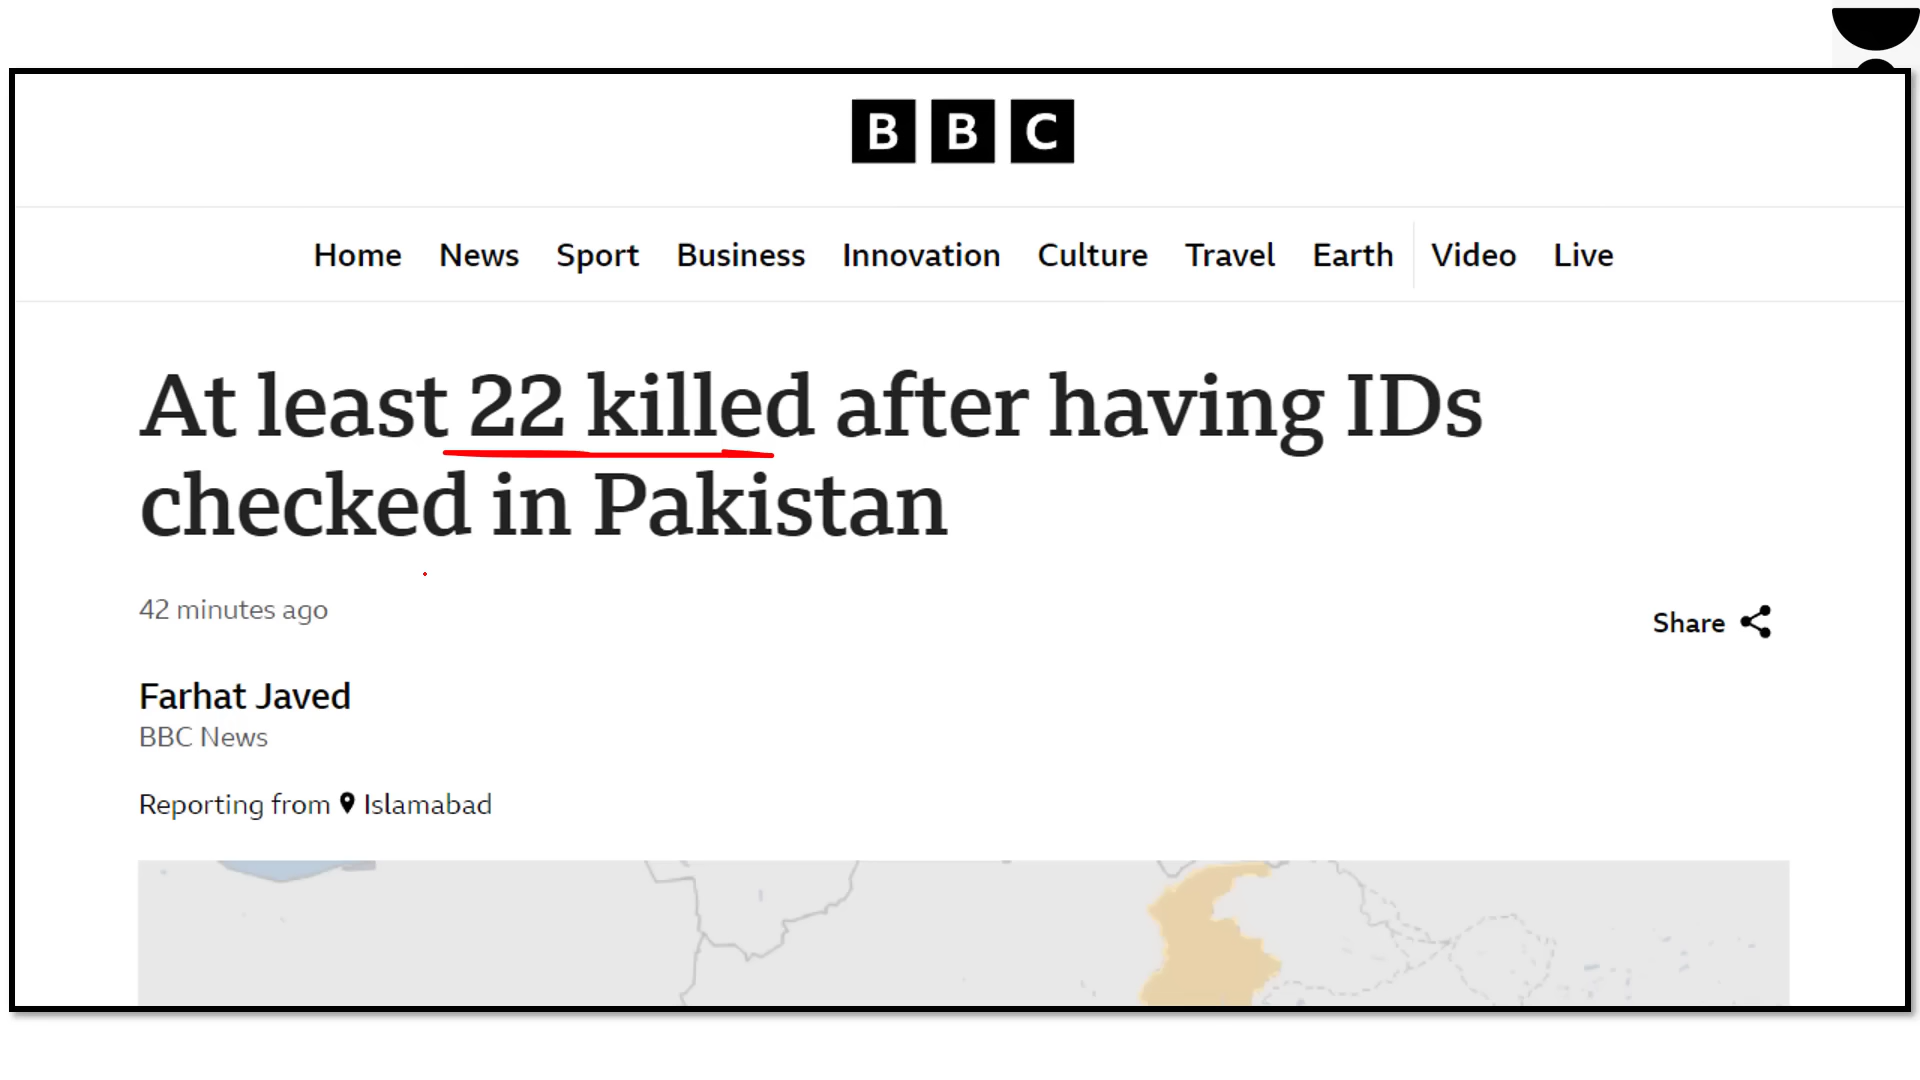 BBC
Home News Sport Business Innovation Culture Travel Earth Video Live
At least 22 killed after having IDs
checked in Pakistan
42 minutes ago
Share
Farhat Javed
BBC News
Reporting from Islamabad